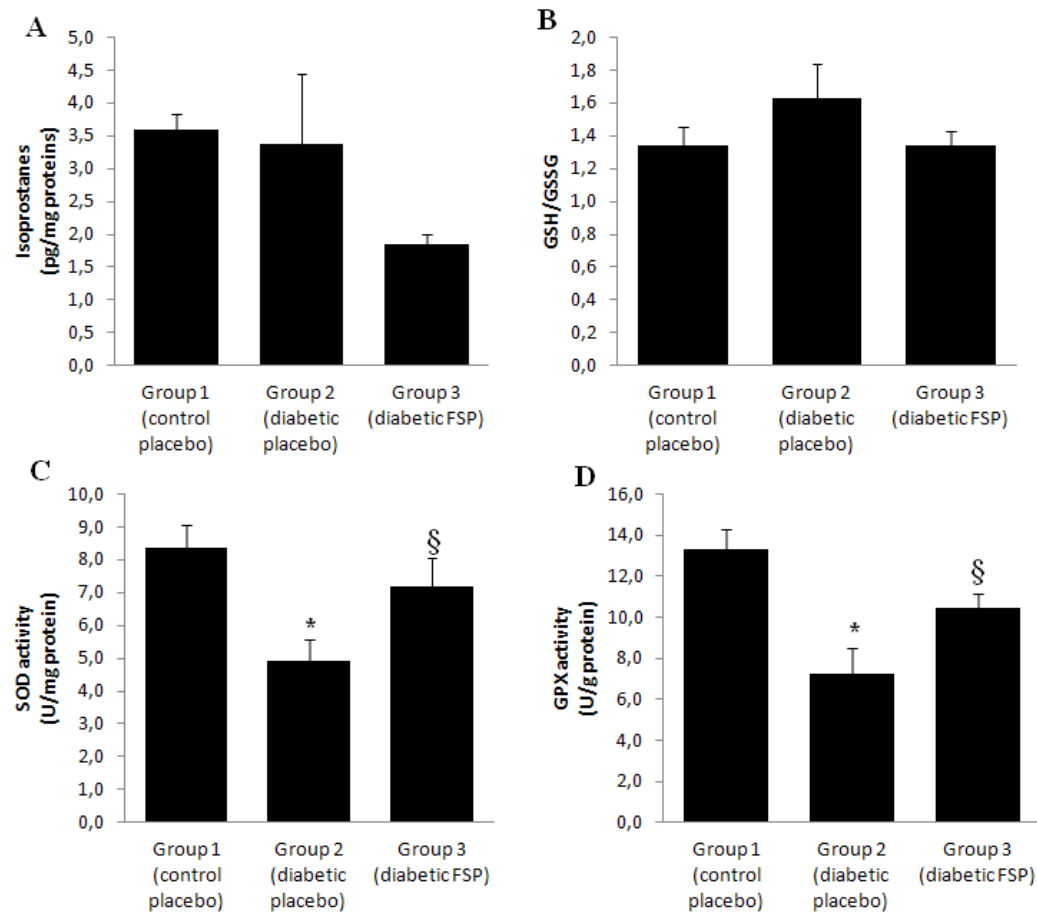 A
Isoprostanes
(pg/mg proteins)
5,0
4,5
4,0
3,5
3,0
2,5
2,0
1,5
1,0
0,5
0,0
Group 1
(control
placebo)
Group 2
(diabetic
placebo)
Group 3
(diabetic FSP)
B
GSH/GSSG
2,0
1,8
1,6
1,4
1,2
1,0
0,8
0,6
0,4
0,2
0,0
Group 1
(control
placebo)
Group 2
(diabetic
placebo)
Group 3
(diabetic FSP)
C
SOD activity
(U/mg protein)
10,0
9,0
8,0
7,0
6,0
5,0
4,0
3,0
2,0
1,0
0,0
*
§
Group 1
(control
placebo)
Group 2
(diabetic
placebo)
Group 3
(diabetic FSP)
D
GPX activity
(U/g protein)
16,0
14,0
12,0
10,0
8,0
6,0
4,0
2,0
0,0
*
§
Group 1
(control
placebo)
Group 2
(diabetic
placebo)
Group 3
(diabetic FSP)